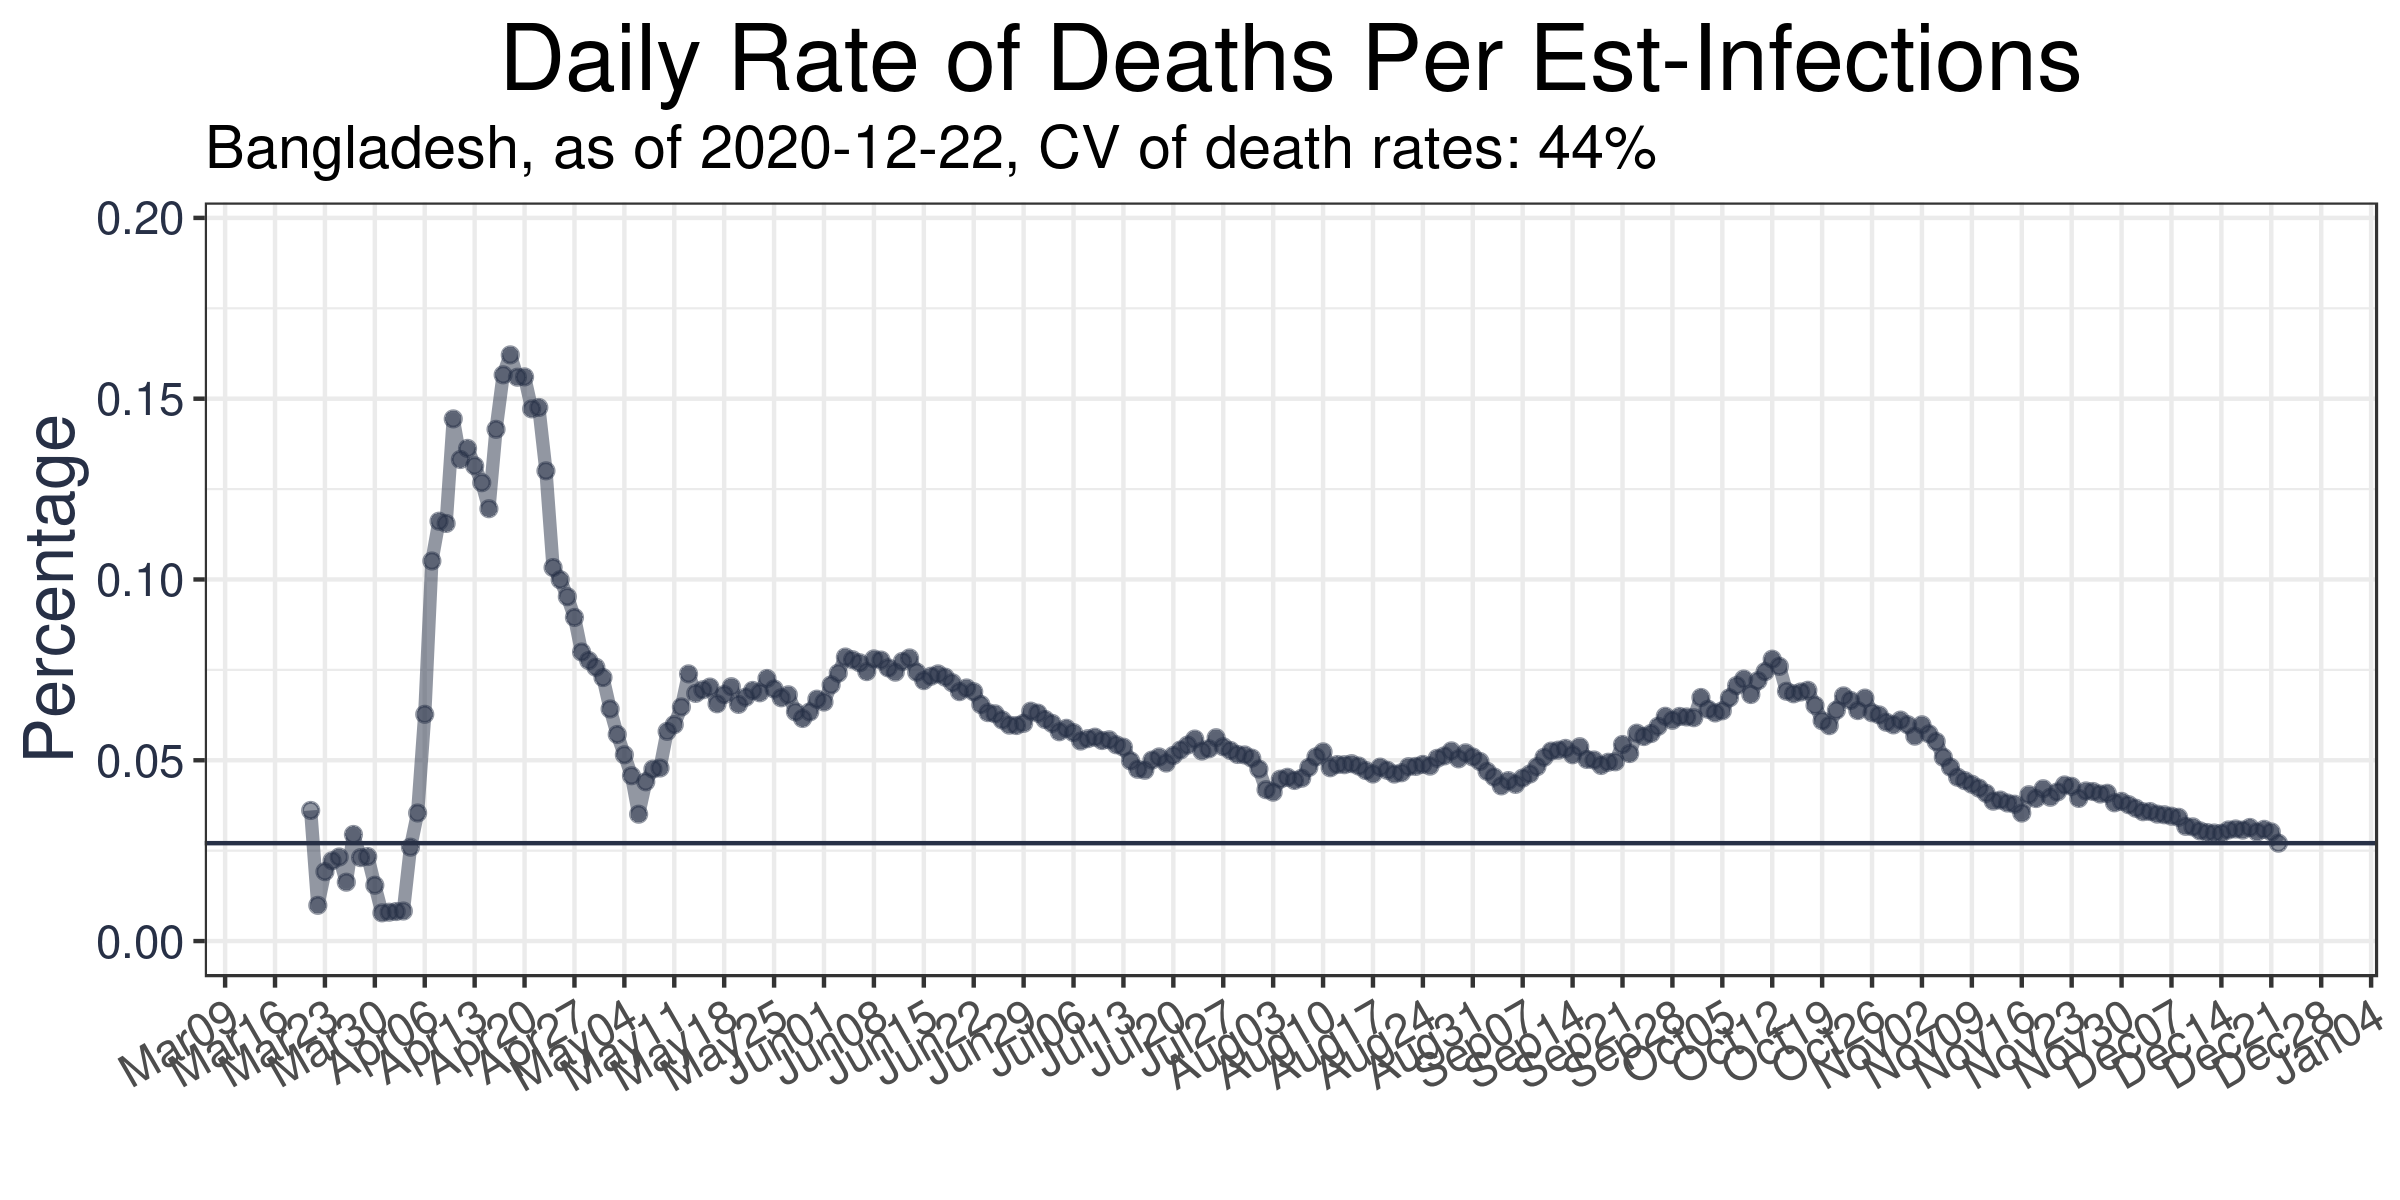 Daily Rate of Deaths Per Est-Infections
Bangladesh, as of 2020-12-22, CV of death rates: 44%
Percentage
0.20
0.15
0.10
0.05
0.00
Mar09
Mar16
Mar23
Mar30
Apr06
Apr13
Apr20
Apr27
May04
May11
May18
May25
Jun01
Jun08
Jun15
Jun22
Jun29
Jul06
Jul13
Jul20
Jul27
Aug03
Aug10
Aug17
Aug24
Aug31
Sep07
Sep14
Sep21
Sep28
Oct05
Oct12
Oct19
Oct26
Nov02
Nov09
Nov16
Nov23
Nov30
Dec07
Dec14
Dec21
Dec28
Jan04